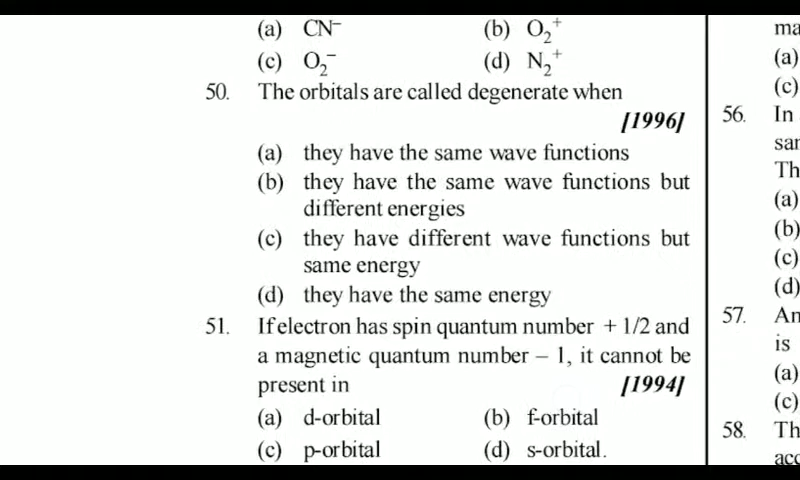 (a) CN⁻ (b) O₂⁺
(c) O₂⁻ (d) N₂⁺
50. The orbitals are called degenerate when
[1996]
(a) they have the same wave functions
(b) they have the same wave functions but
different energies
(c) they have different wave functions but
same energy
(d) they have the same energy
51. If electron has spin quantum number + 1/2 and
a magnetic quantum number – 1, it cannot be
present in [1994]
(a) d-orbital (b) f-orbital
(c) p-orbital (d) s-orbital.
(a)
(c)
56. In
Th
(a)
(b)
(c)
(d)
57. An
is
(a)
(c)
58. Th